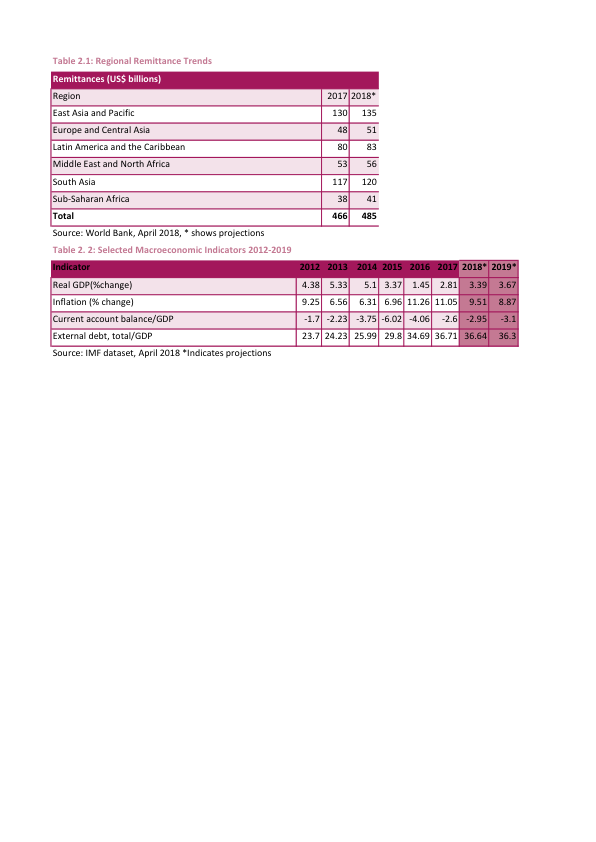 Table 2.1: Regional Remittance Trends
Remittances (US$ billions)
Region 2017 2018*
East Asia and Pacific 130 135
Europe and Central Asia 48 51
Latin America and the Caribbean 80 83
Middle East and North Africa 53 56
South Asia 117 120
Sub-Saharan Africa 38 41
Total 466 485
Source: World Bank, April 2018, * shows projections
Table 2. 2: Selected Macroeconomic Indicators 2012-2019
Indicator 2012 2013 2014 2015 2016 2017 2018* 2019*
Real GDP(%change) 4.38 5.33 5.1 3.37 1.45 2.81 3.39 3.67
Inflation (% change) 9.25 6.56 6.31 6.96 11.26 11.05 9.51 8.87
Current account balance/GDP -1.7 -2.23 -3.75 -6.02 -4.06 -2.6 -2.95 -3.1
External debt, total/GDP 23.7 24.23 25.99 29.8 34.69 36.71 36.64 36.3
Source: IMF dataset, April 2018 *Indicates projections